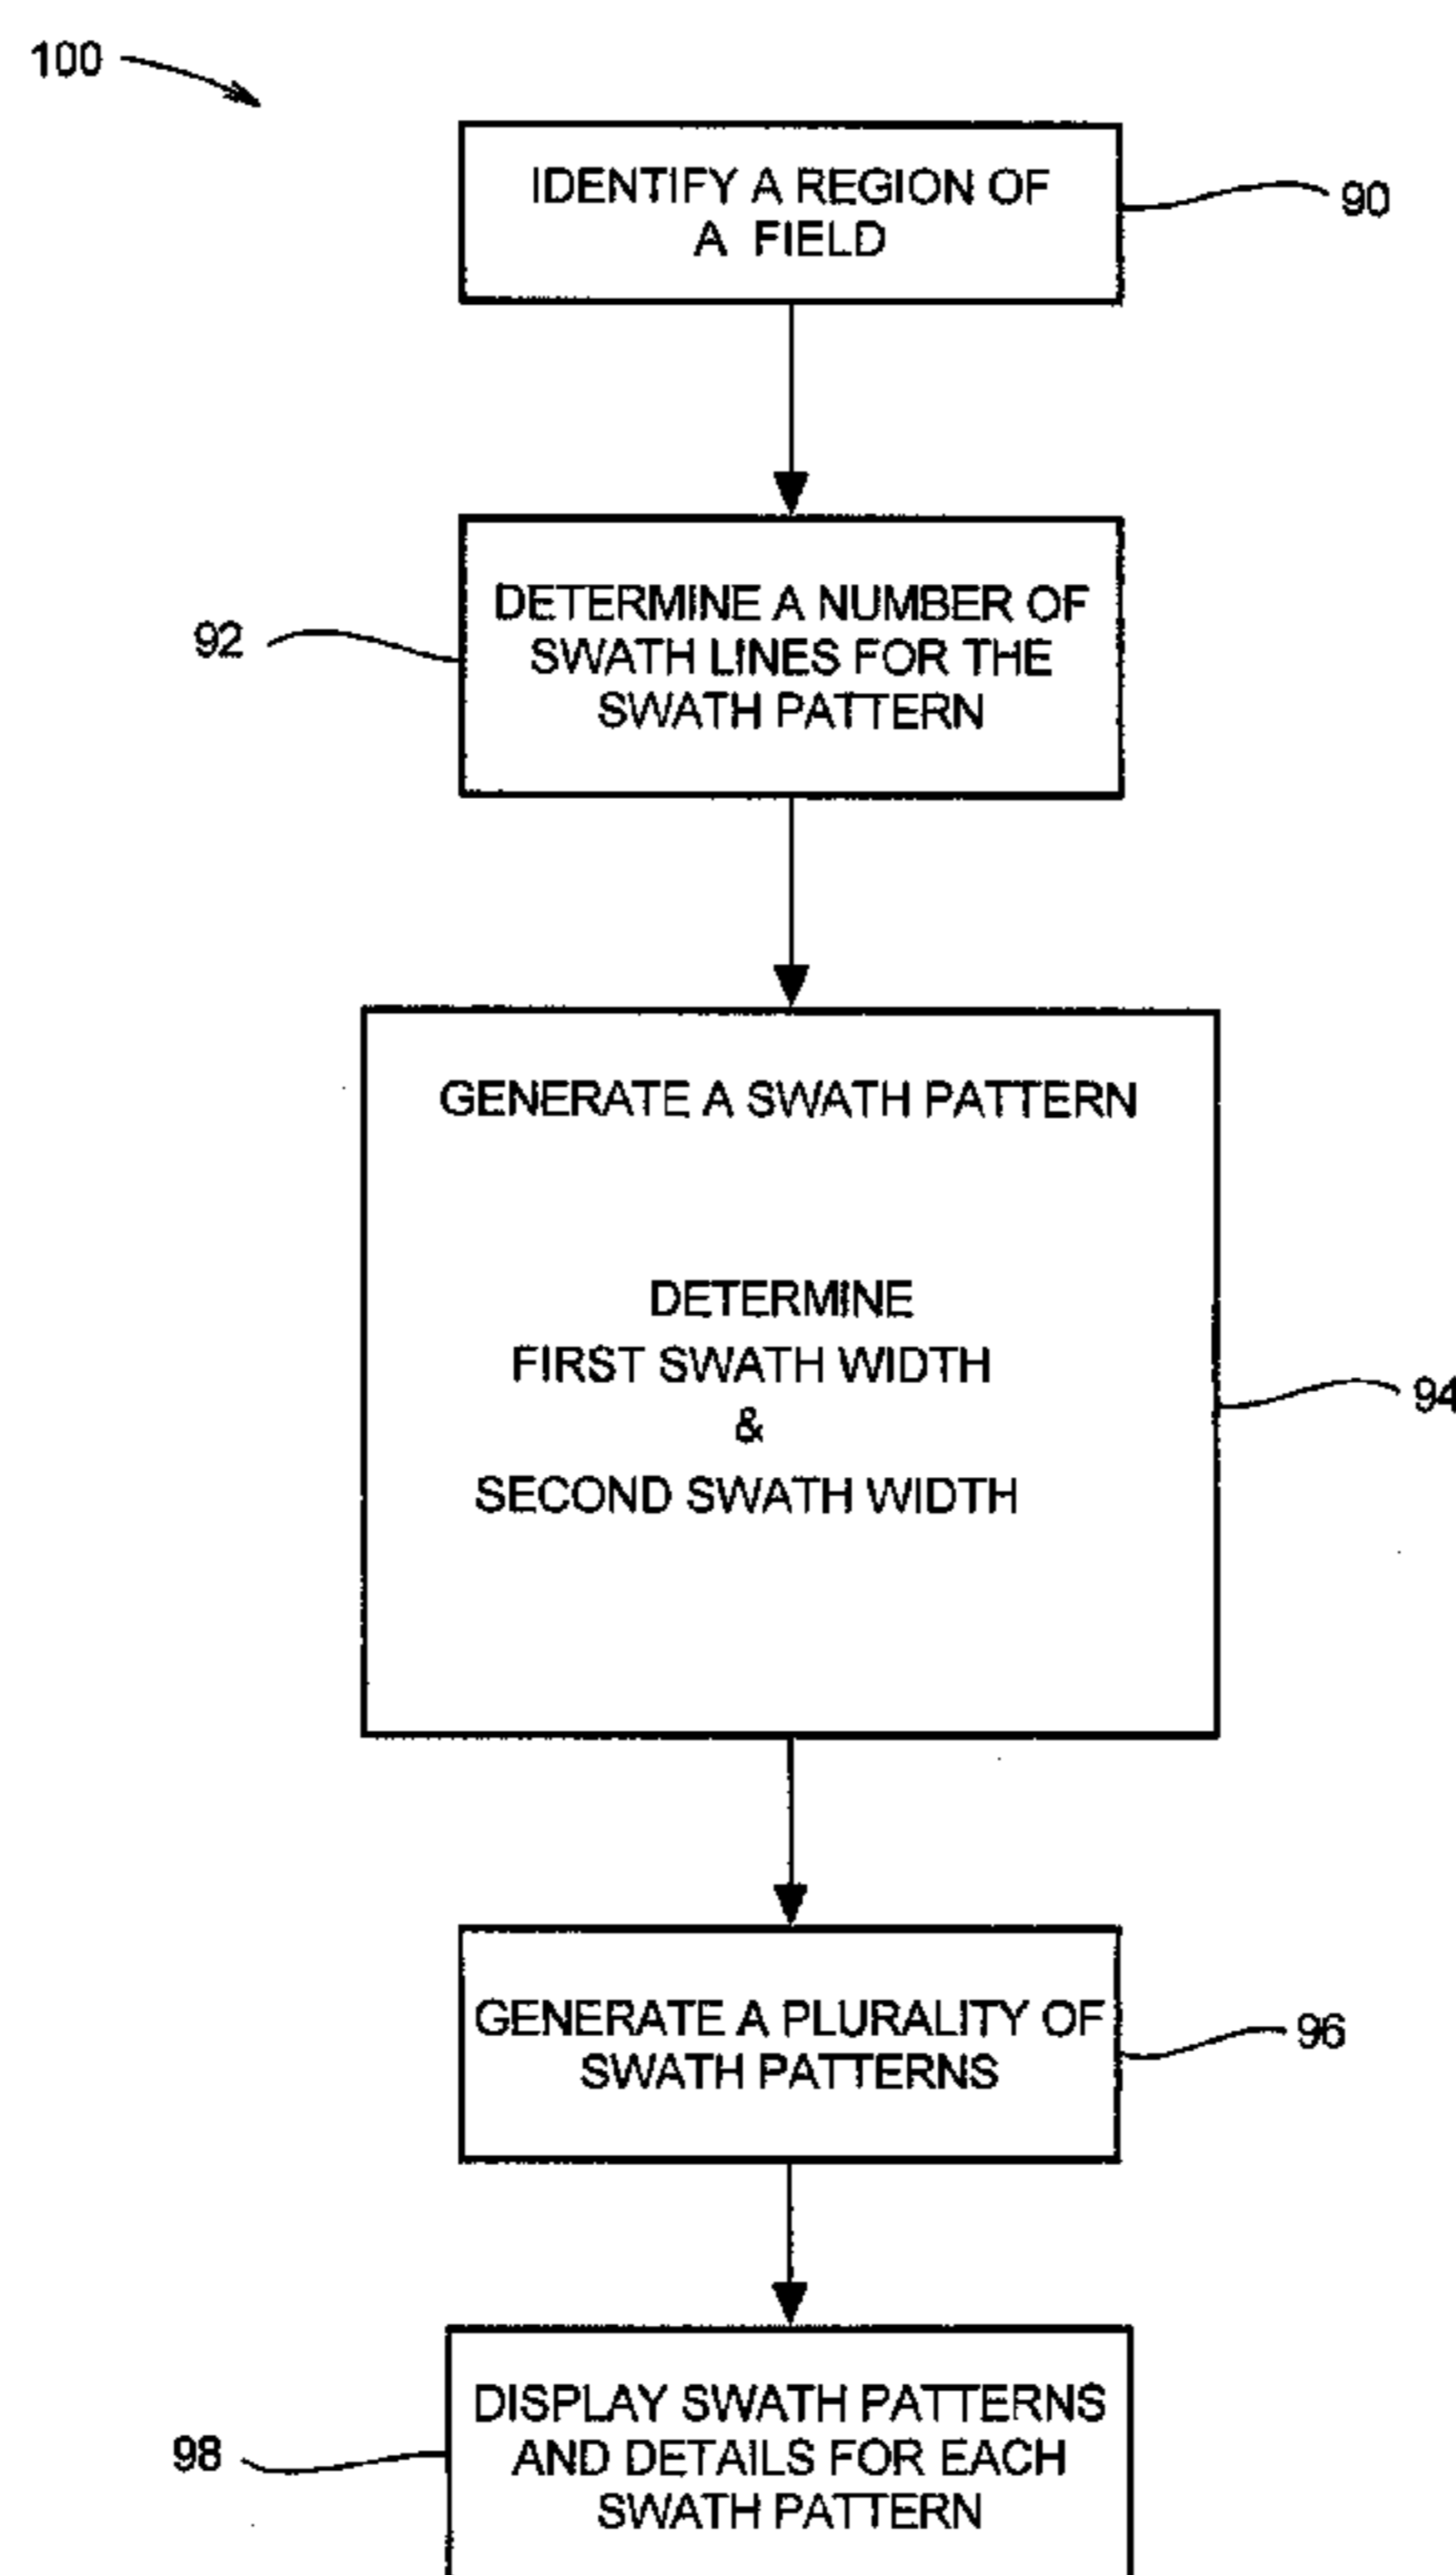 100
IDENTIFY A REGION OF
A FIELD
90
DETERMINE A NUMBER OF
SWATH LINES FOR THE
SWATH PATTERN
92
GENERATE A SWATH PATTERN
DETERMINE
FIRST SWATH WIDTH
&
SECOND SWATH WIDTH
94
GENERATE A PLURALITY OF
SWATH PATTERNS
96
DISPLAY SWATH PATTERNS
AND DETAILS FOR EACH
SWATH PATTERN
98